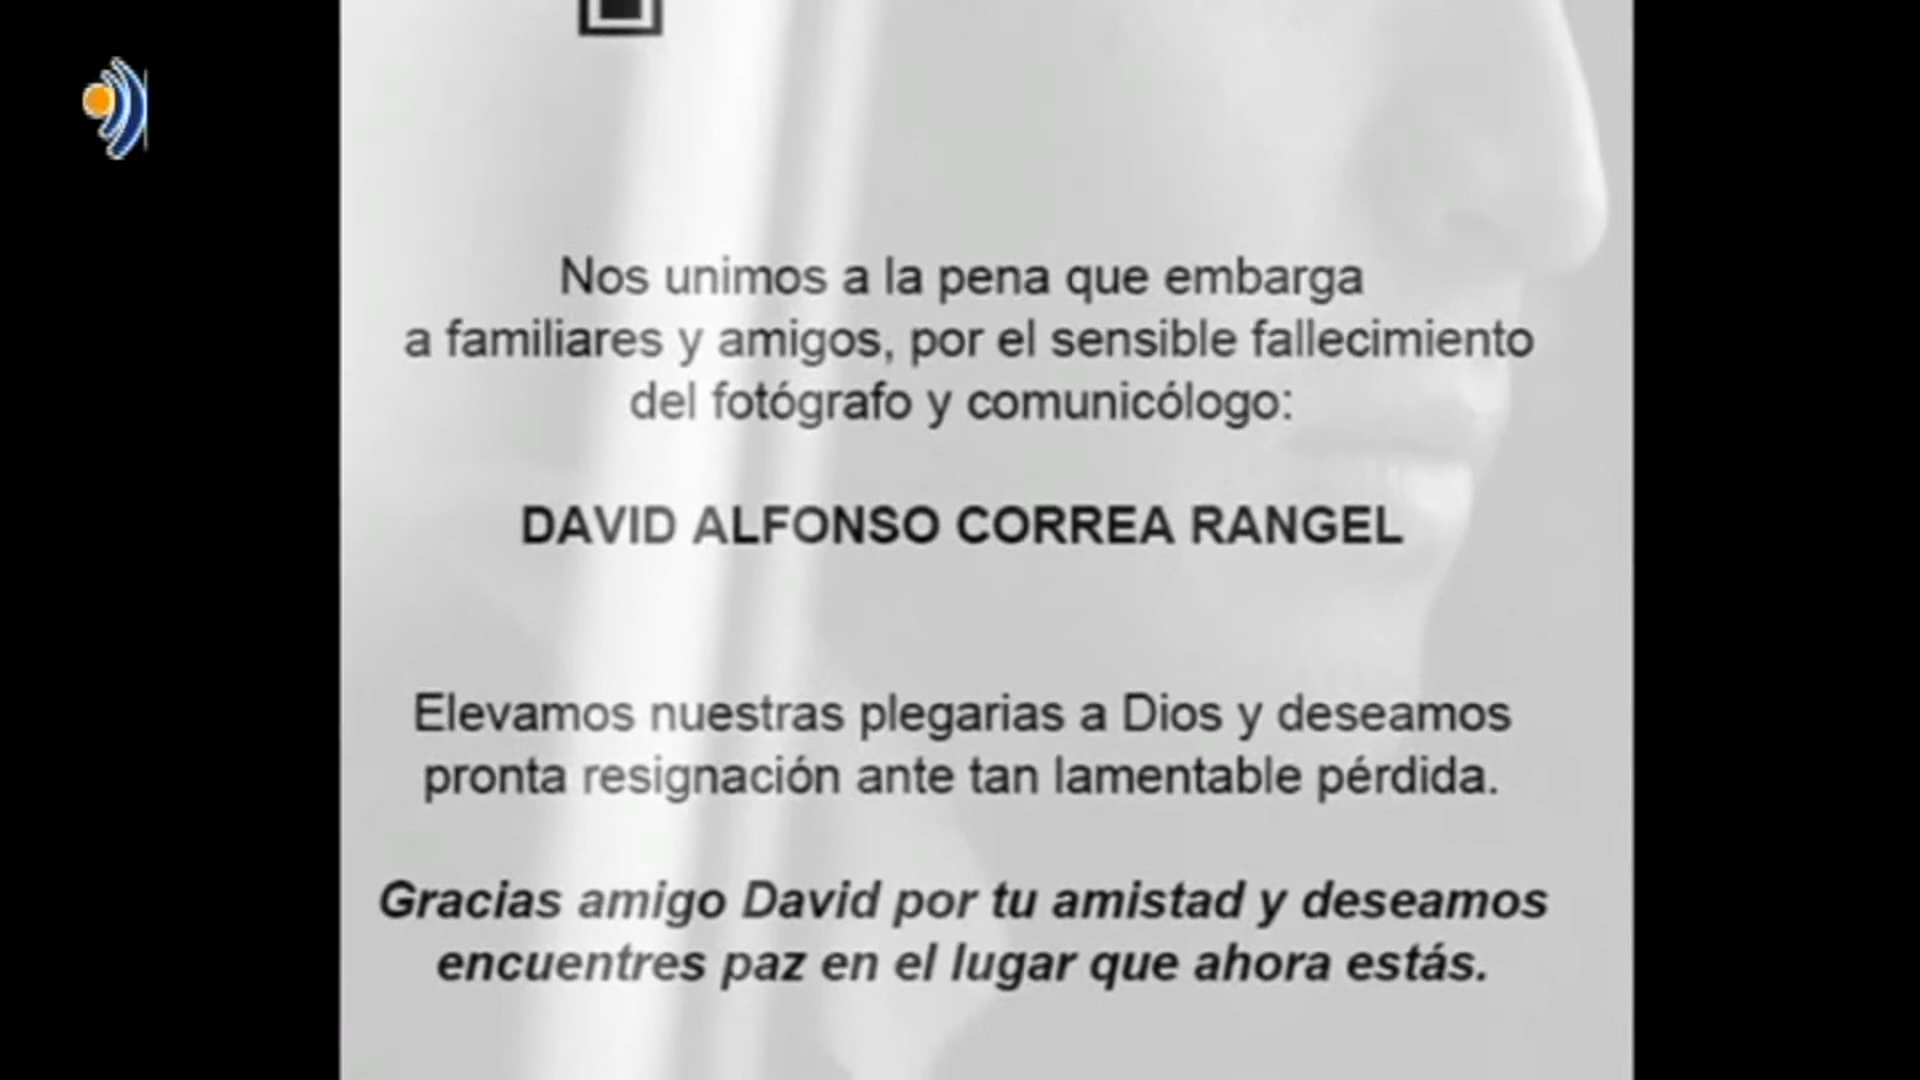 Nos unimos a la pena que embarga
a familiares y amigos, por el sensible fallecimiento
del fotógrafo y comunicólogo:
DAVID ALFONSO CORREA RANGEL
Elevamos nuestras plegarias a Dios y deseamos
pronta resignación ante tan lamentable pérdida.
Gracias amigo David por tu amistad y deseamos
encuentres paz en el lugar que ahora estás.